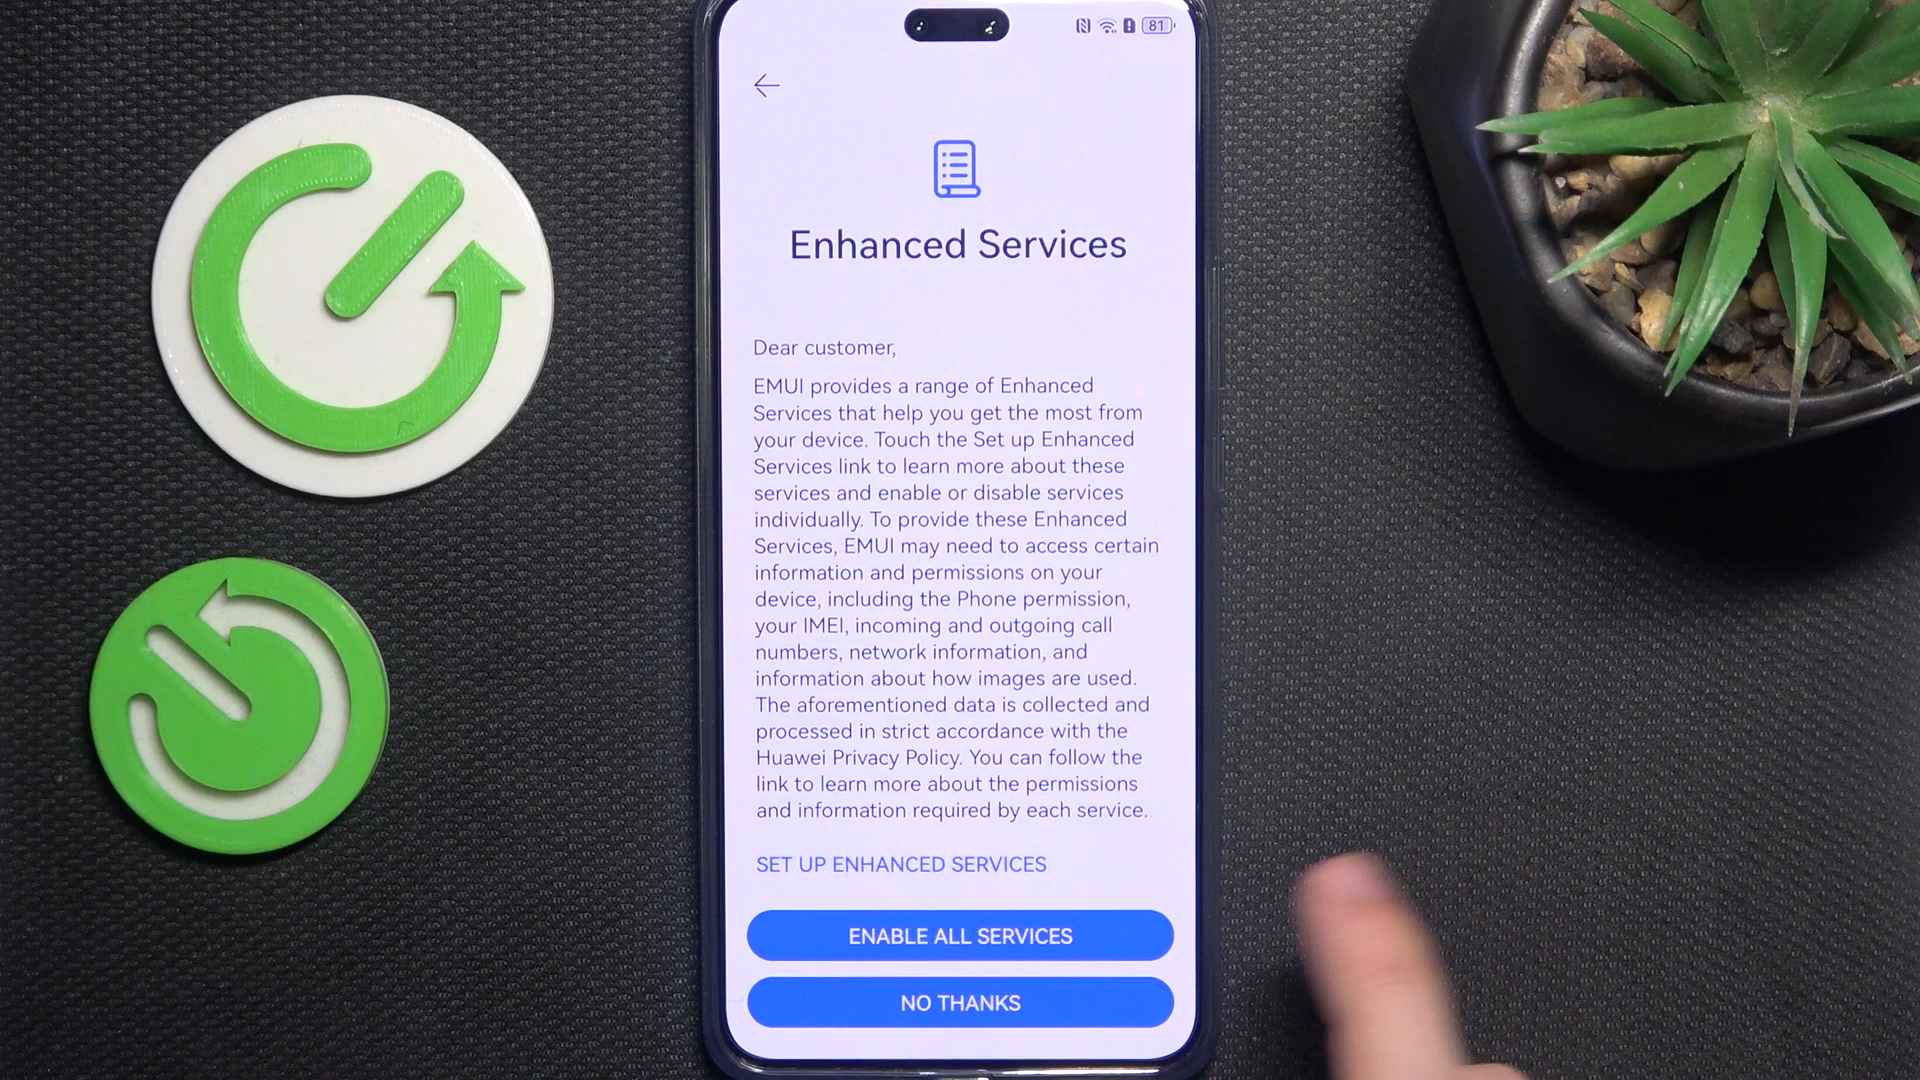 81
Enhanced Services
Dear customer,
EMUI provides a range of Enhanced
Services that help you get the most from
your device. Touch the Set up Enhanced
Services link to learn more about these
services and enable or disable services
individually. To provide these Enhanced
Services, EMUI may need to access certain
information and permissions on your
device, including the Phone permission,
your IMEI, incoming and outgoing call
numbers, network information, and
information about how images are used.
The aforementioned data is collected and
processed in strict accordance with the
Huawei Privacy Policy. You can follow the
link to learn more about the permissions
and information required by each service.
SET UP ENHANCED SERVICES
ENABLE ALL SERVICES
NO THANKS